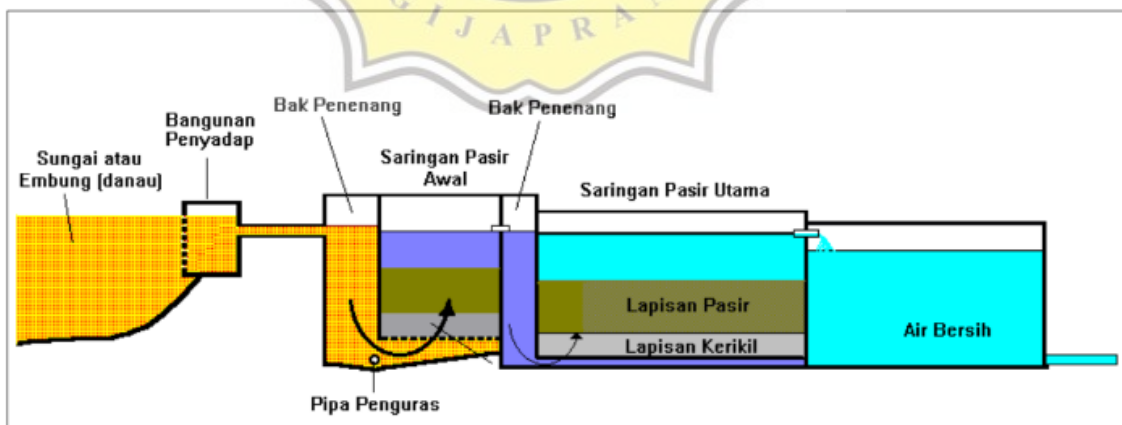 GIJAPRA
Bak Penenang
Bak Penenang
Bangunan
Penyadap
Sungai atau
Embung (danau)
Saringan Pasir
Awal
Saringan Pasir Utama
Lapisan Pasir
Lapisan Kerikil
Air Bersih
Pipa Penguras